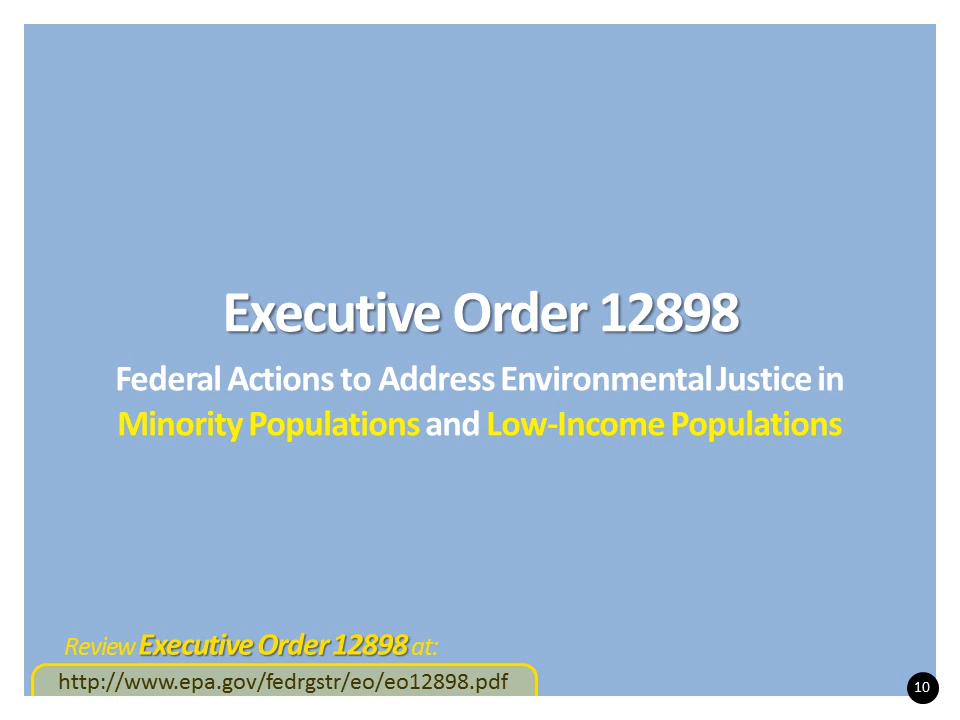 Executive Order 12898
Federal Actions to Address Environmental Justice in
Minority Populations and Low-Income Populations
Review Executive Order 12898 at:
http://www.epa.gov/fedrgstr/eo/eo12898.pdf
10